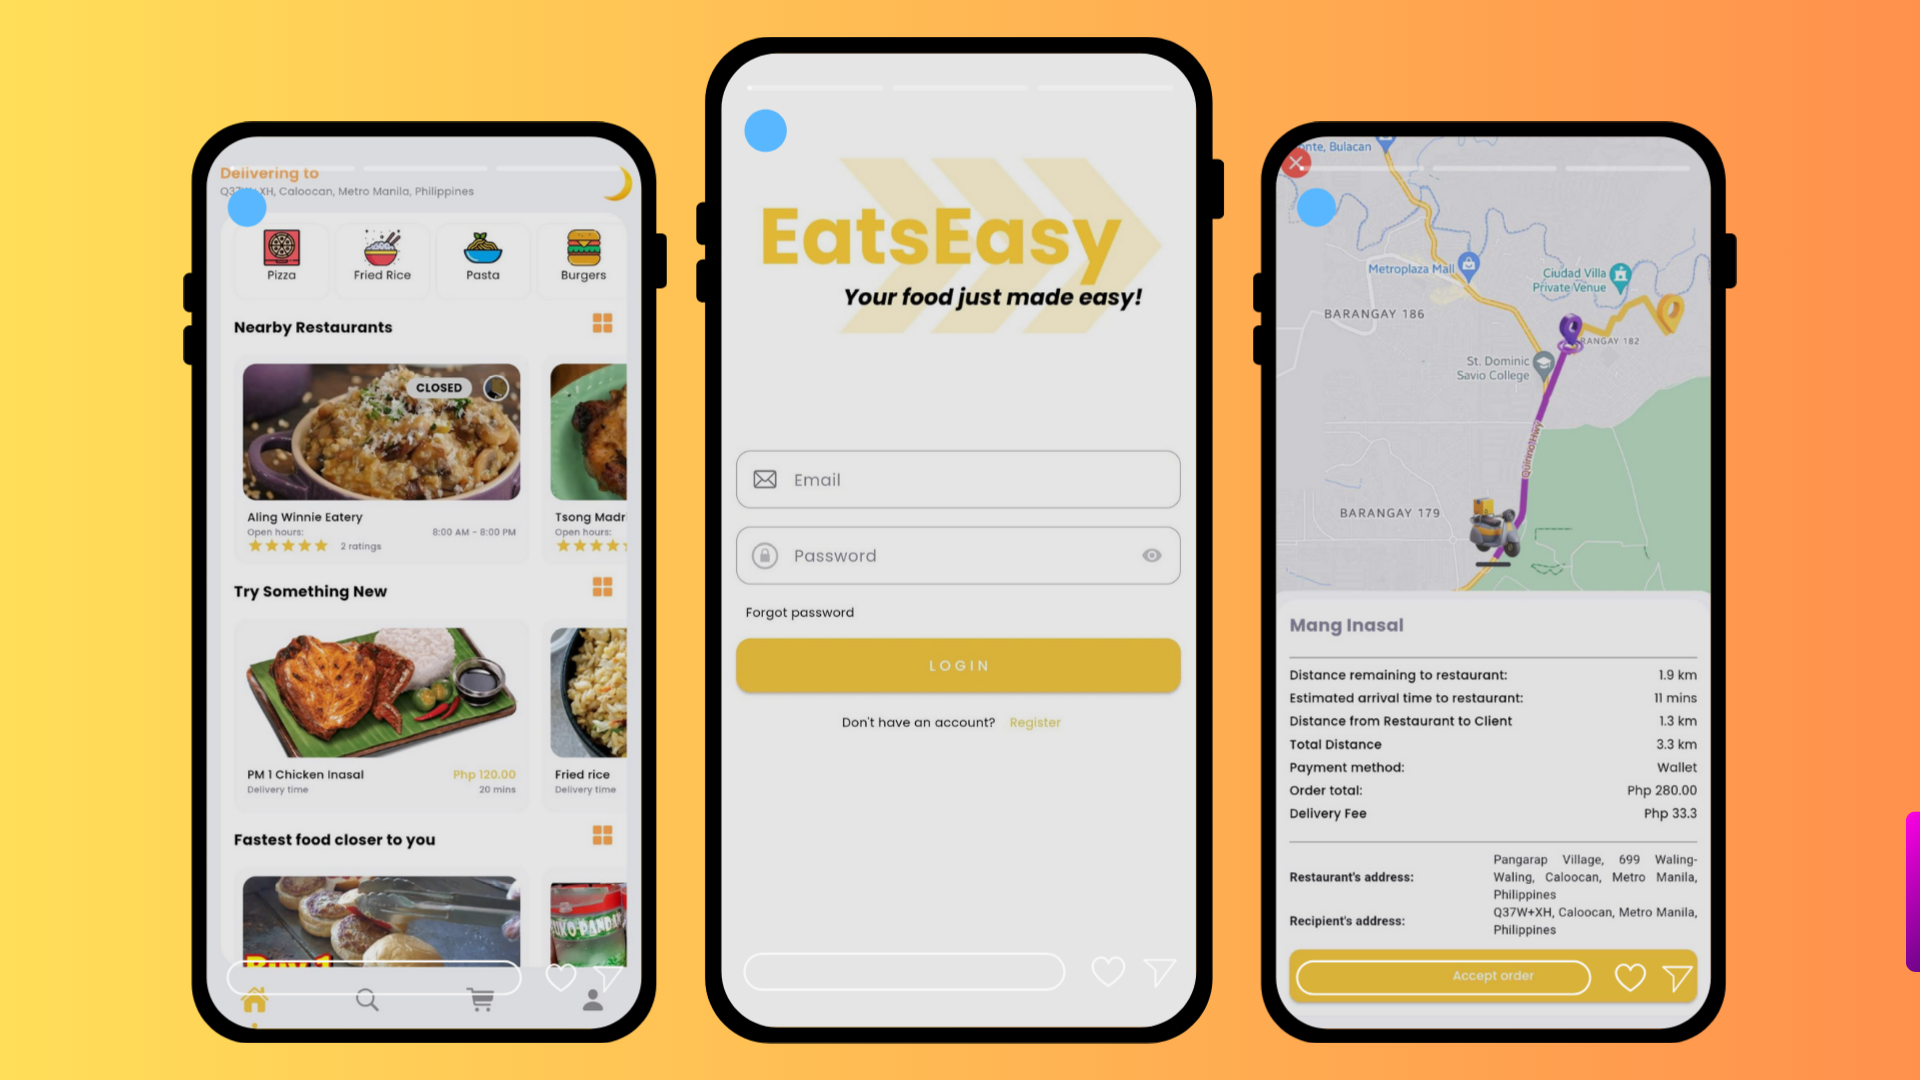 Delivering to
XH, Caloocan, Metro Manila, Philippines
Pizza
Fried Rice
Pasta
Burgers
Nearby Restaurants
CLOSED
Aling Winnie Eatery
Open hours:
8:00 AM - 8:00 PM
2 ratings
Tsong Madr
Open hours:
Try Something New
PM 1 Chicken Inasal
Php 120.00
Delivery time
20 mins
Fried rice
Delivery time
Fastest food closer to you
Buy 1
EatsEasy
Your food just made easy!
Email
Password
Forgot password
LOGIN
Don't have an account? Register
onte, Bulacan
Metroplaza Mall
Ciudad Villa
Private Venue
BARANGAY 186
RANGAY 182
St. Dominic
Savio College
Quirino Hwy
BARANGAY 179
Mang Inasal
Distance remaining to restaurant: 1.9 km
Estimated arrival time to restaurant: 11 mins
Distance from Restaurant to Client 1.3 km
Total Distance 3.3 km
Payment method: Wallet
Order total: Php 280.00
Delivery Fee Php 33.3
Restaurant's address:
Pangarap Village, 699 Waling-
Waling, Caloocan, Metro Manila,
Philippines
Recipient's address:
Q37W+XH, Caloocan, Metro Manila,
Philippines
Accept order